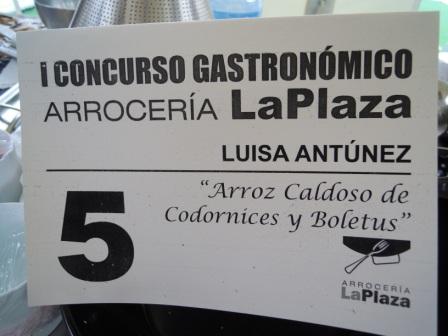 I CONCURSO GASTRONÓMICO
ARROCERÍA LaPlaza
LUISA ANTÚNEZ
5
"Arroz Caldoso de
Codornices y Boletus"
ARROCERÍA
LaPlaza